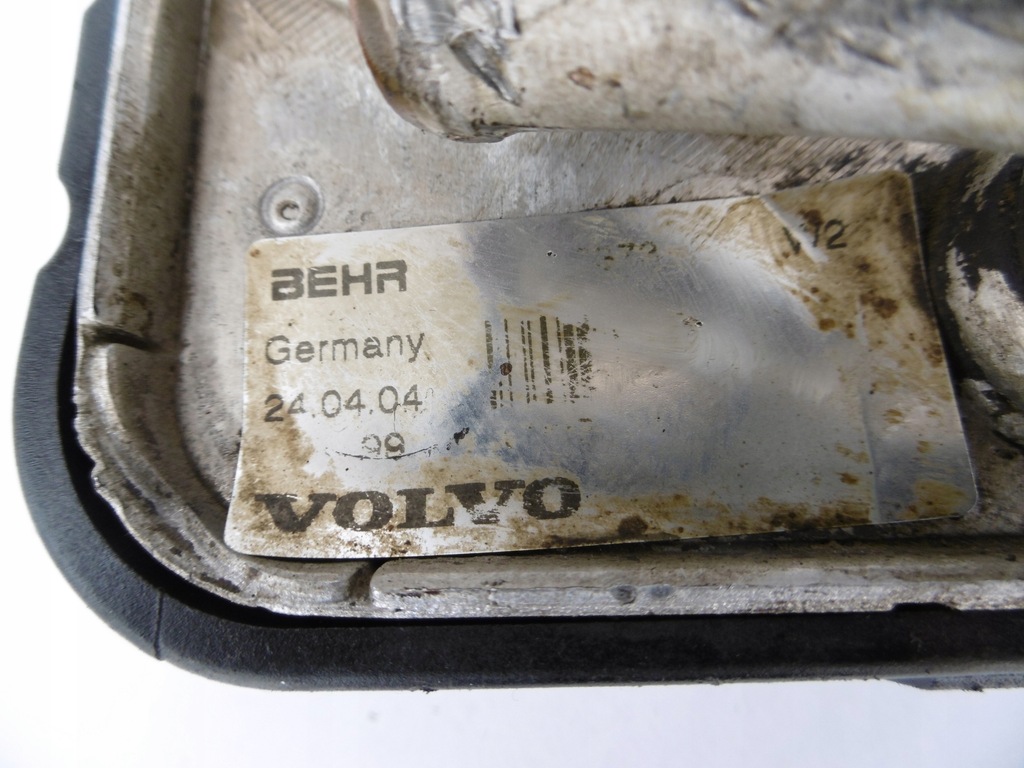 BEHR
Germany
24.04.04
99
VOLVO